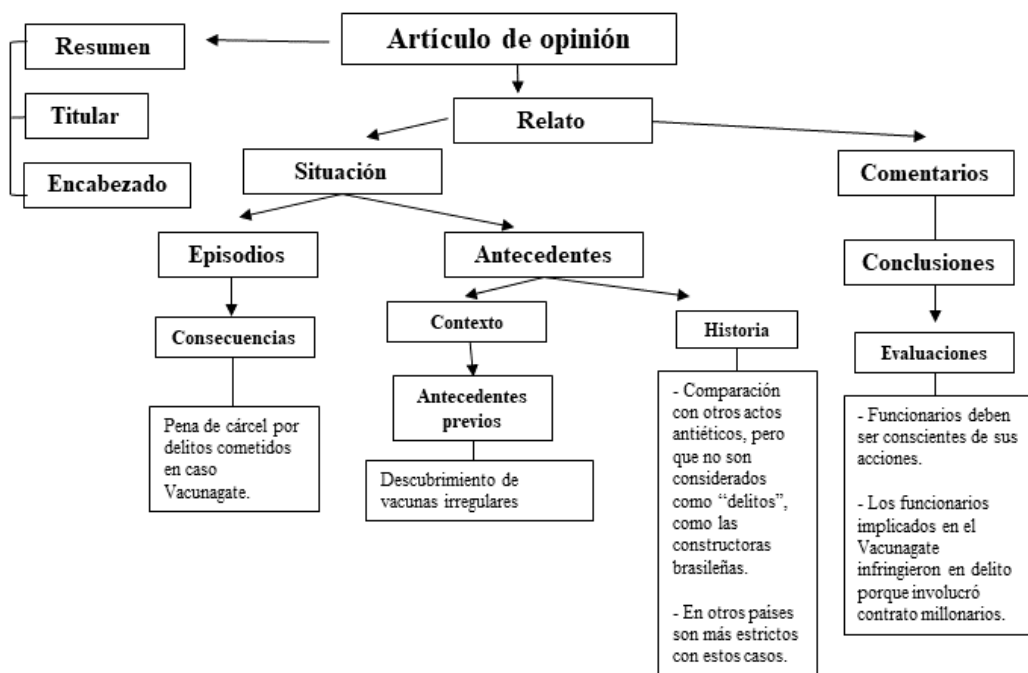 Artículo de opinión
Resumen
Titular
Encabezado
Relato
Situación
Comentarios
Episodios
Antecedentes
Conclusiones
Consecuencias
Contexto
Historia
Evaluaciones
Pena de cárcel por
delitos cometidos
en caso
Vacunagate.
Antecedentes
previos
Descubrimiento de
vacunas irregulares
- Comparación
con otros actos
antiéticos, pero
que no son
considerados
como “delitos”,
como las
constructoras
brasileñas.
- En otros países
son más estrictos
con estos casos.
- Funcionarios deben
ser conscientes de sus
acciones.
- Los funcionarios
implicados en el
Vacunagate
infringieron en delito
porque involucró
contrato millonarios.